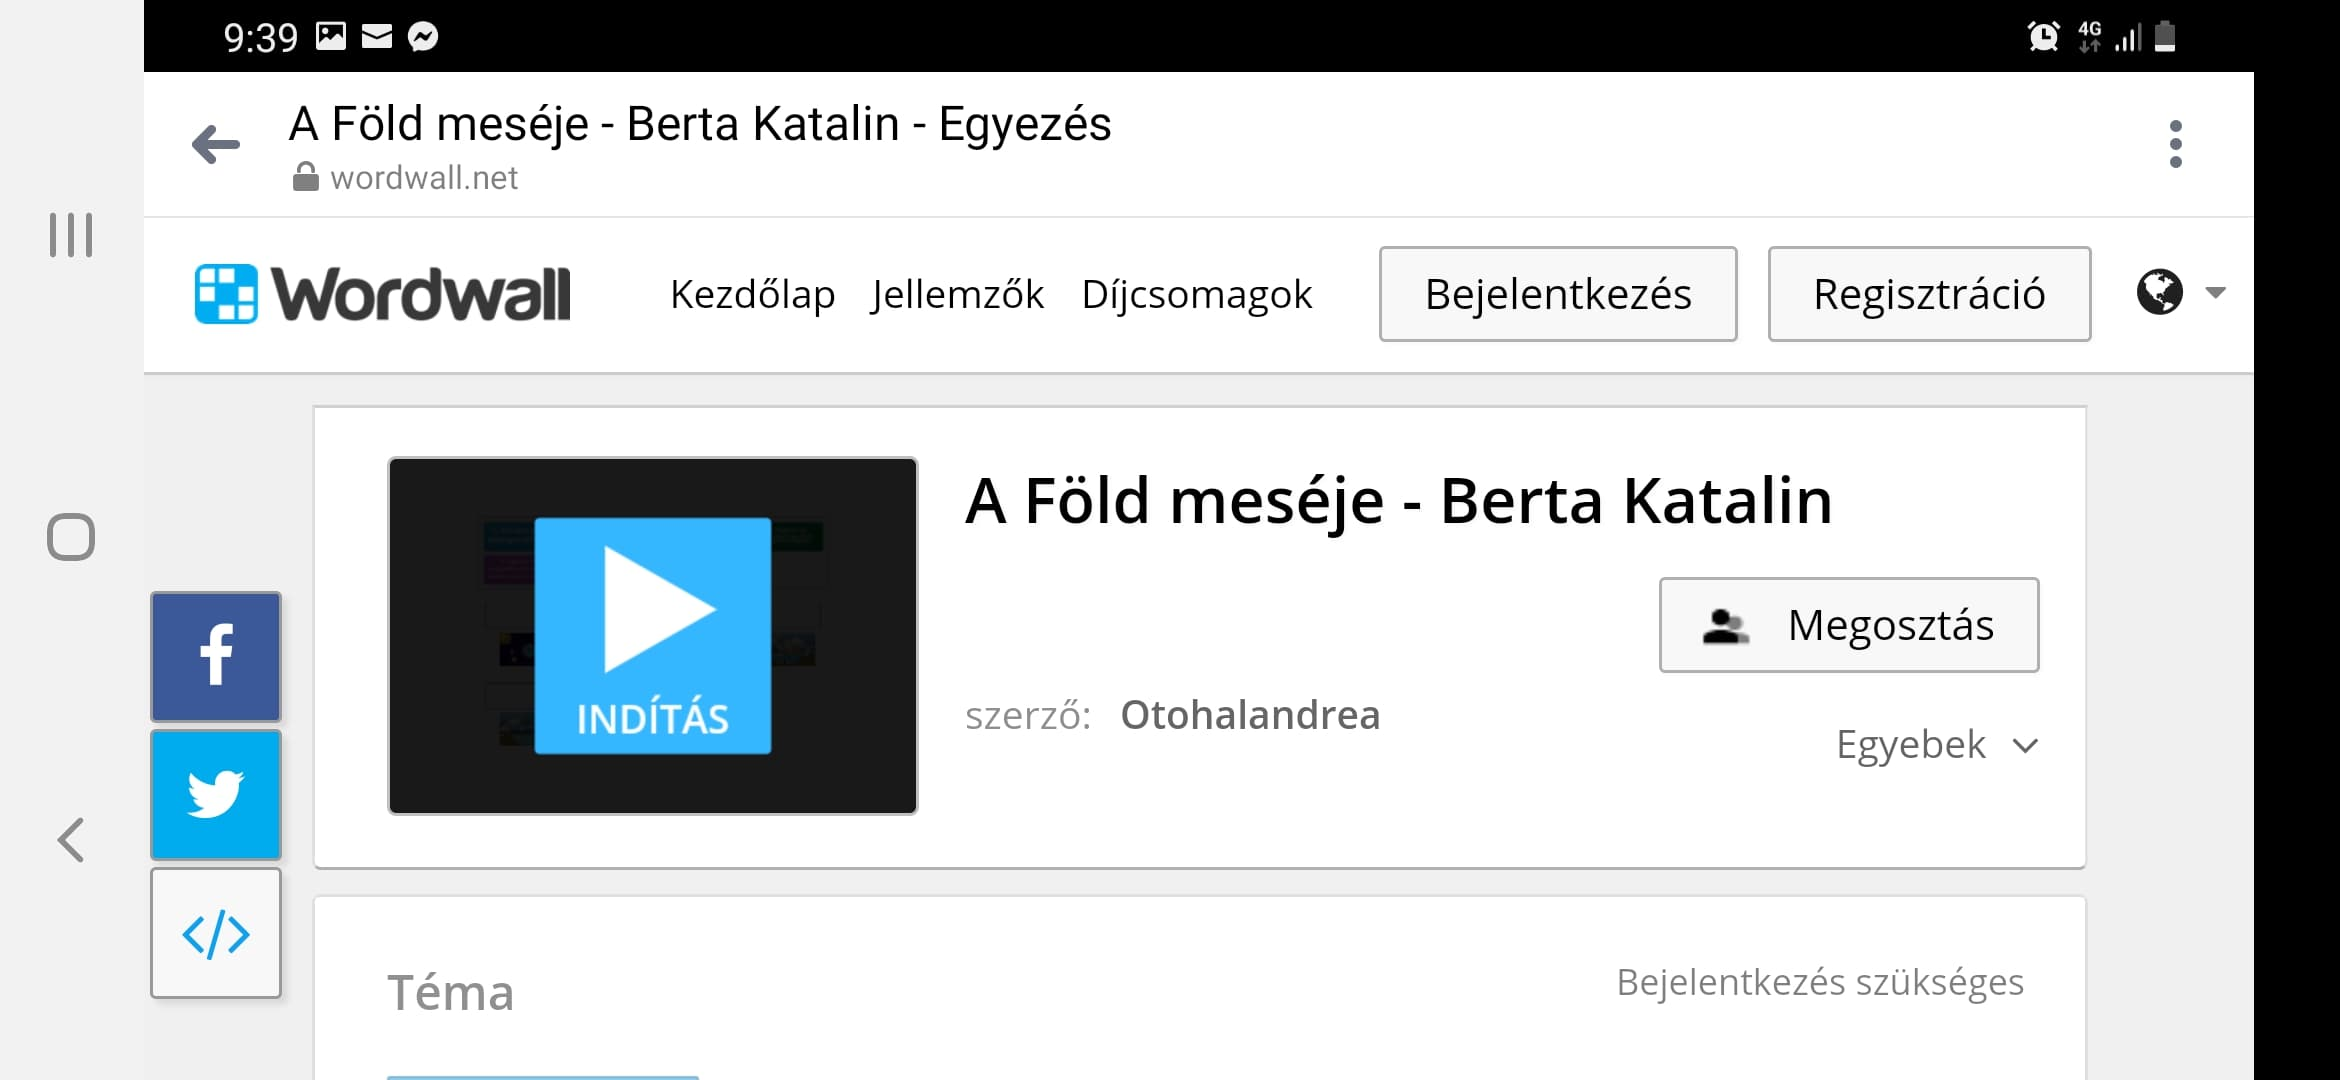 9:39
4G
A Föld meséje - Berta Katalin - Egyezés
wordwall.net
Wordwall
Kezdőlap Jellemzők Díjcsomagok Bejelentkezés Regisztráció
A Föld meséje - Berta Katalin
INDÍTÁS
Megosztás
szerző: Otohalandrea
Egyebek
Téma
Bejelentkezés szükséges